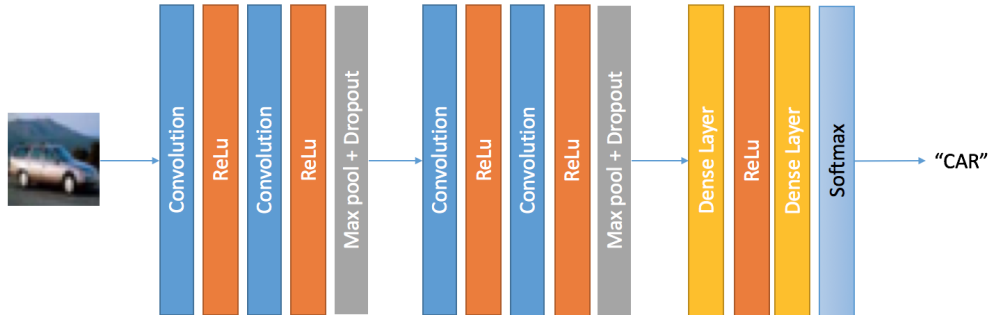 Convolution
ReLu
Convolution
ReLu
Max pool + Dropout
Convolution
ReLu
Convolution
ReLu
Max pool + Dropout
Dense Layer
ReLu
Dense Layer
Softmax
“CAR”